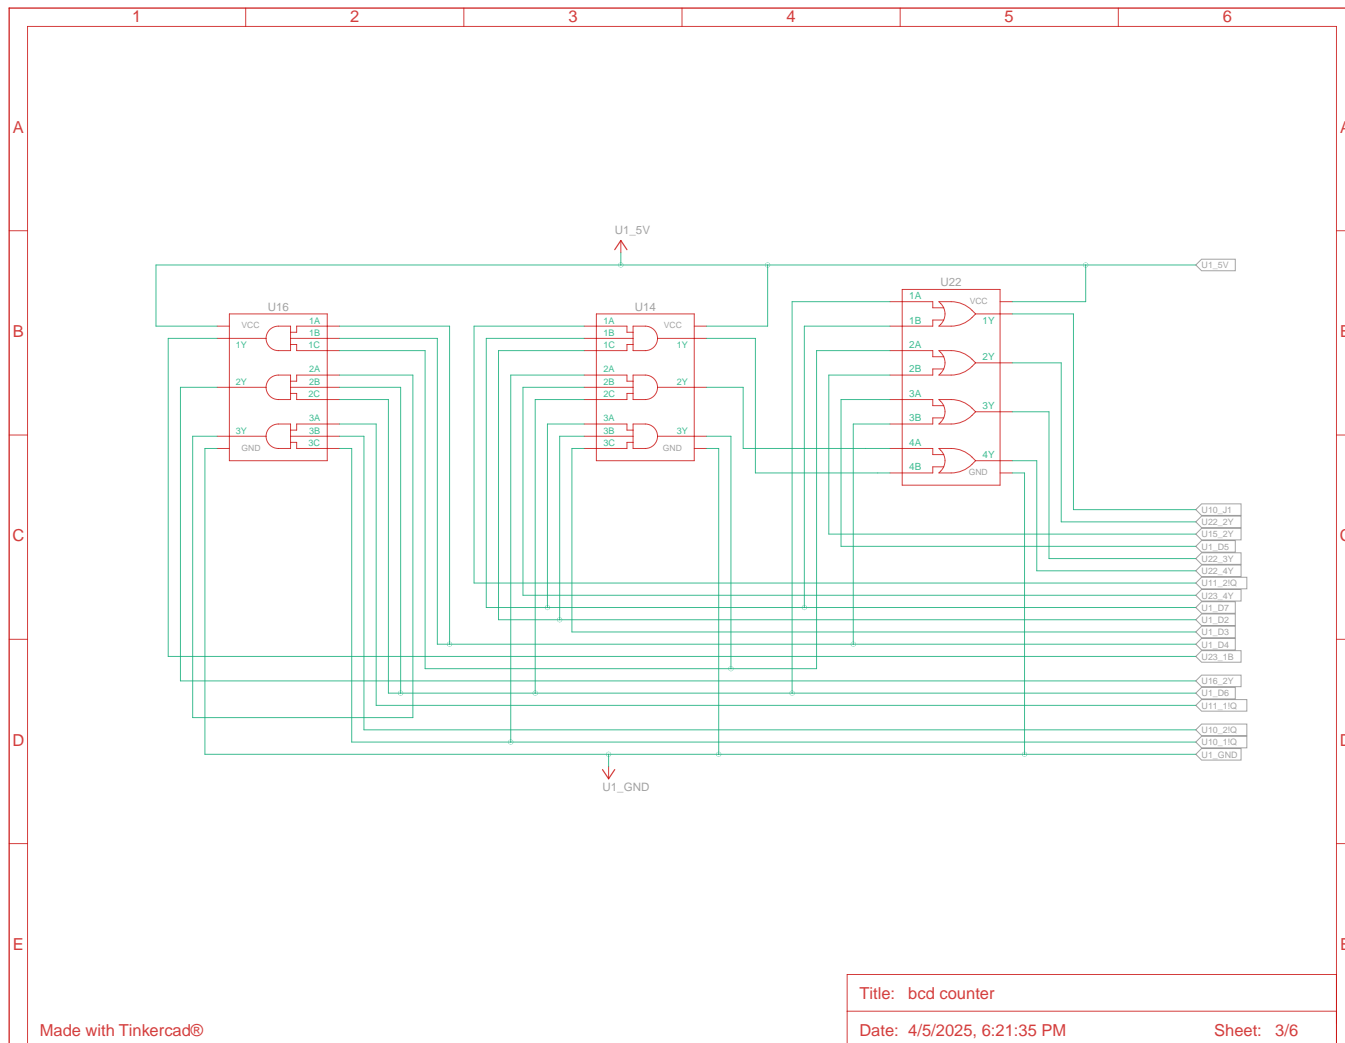 1 2 3 4 5 6
A A
U1_5V
U1_5V
U16 U14 U22
B
VCC 1A
1Y 1B
1C
2A
2Y 2B
2C
3A
3Y 3B
GND 3C
1A VCC
1B 1Y
1C
2A
2B 2Y
2C
3A
3B 3Y
3C GND
1A VCC
1B 1Y
2A 2Y
2B
3A 3Y
3B
4A 4Y
4B GND
C
U10_J1
U22_2Y
U15_2Y
U1_D5
U22_3Y
U22_4Y
U11_2!Q
U23_4Y
U1_D7
U1_D2
U1_D3
U1_D4
U23_1B
U16_2Y
U1_D6
U11_1!Q
D
U10_2!Q
U10_1!Q
U1_GND
U1_GND
E
Title: bcd counter
Made with Tinkercad®
Date: 4/5/2025, 6:21:35 PM Sheet: 3/6